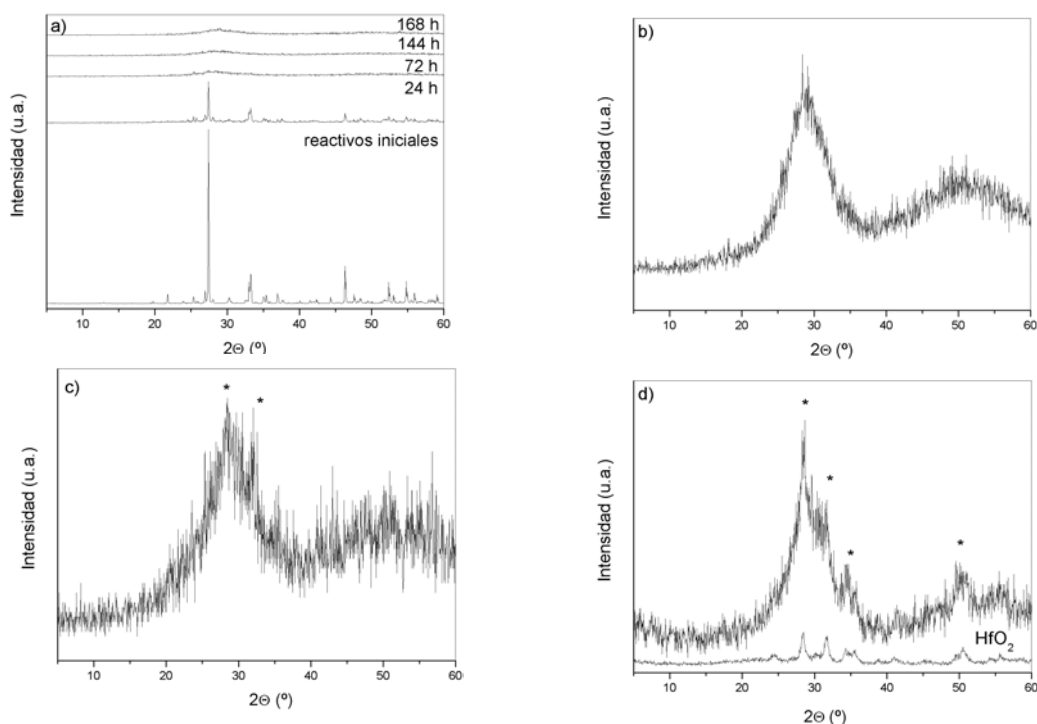 a)
168 h
144 h
72 h
24 h
reactivos iniciales
Intensidad (u.a.)
10 20 30 40 50 60
2Θ (º)
b)
Intensidad (u.a.)
10 20 30 40 50 60
2Θ (º)
c)
* *
Intensidad (u.a.)
10 20 30 40 50 60
2Θ (º)
d)
* * * *
HfO₂
Intensidad (u.a.)
10 20 30 40 50 60
2Θ (º)